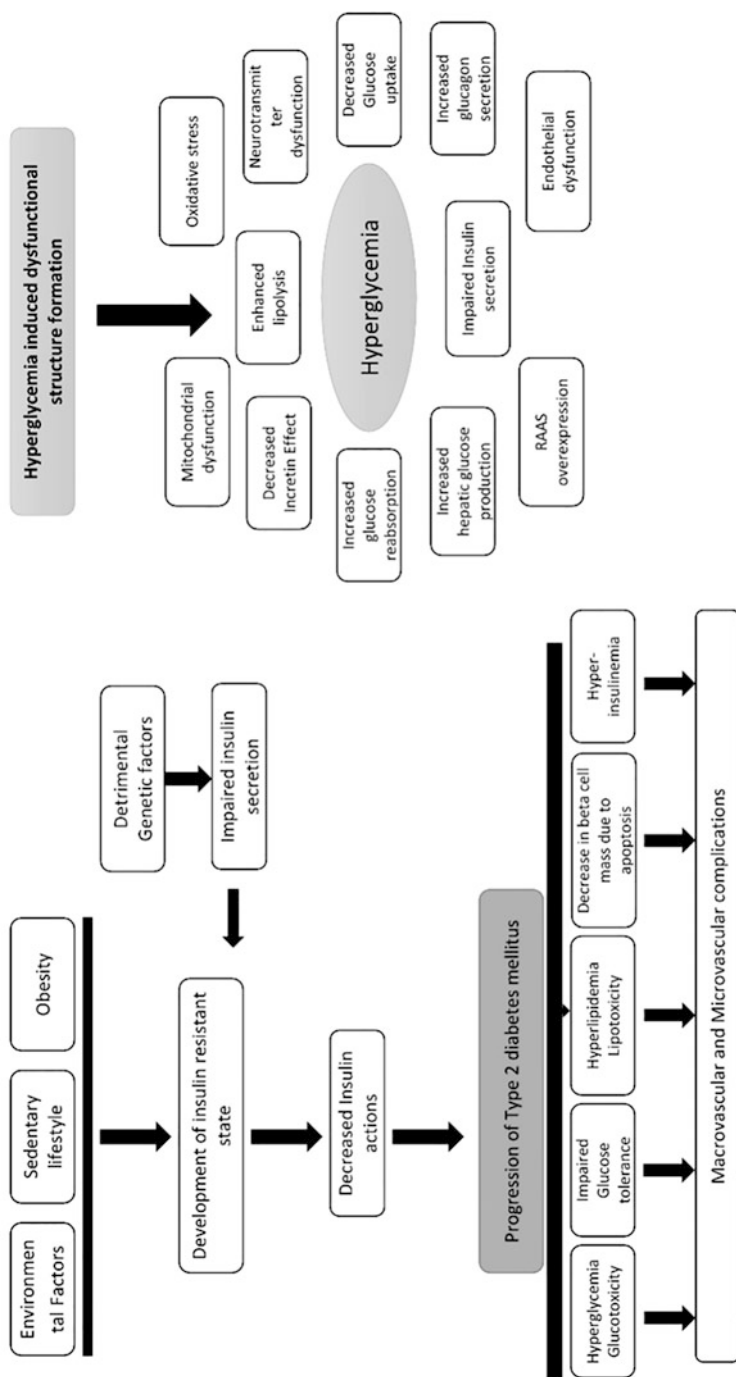 Environmen
tal Factors
Sedentary
lifestyle
Obesity
Detrimental
Genetic factors
Impaired insulin
secretion
Development of insulin resistant
state
Decreased Insulin
actions
Progression of Type 2 diabetes mellitus
Hyperglycemia
Glucotoxicity
Impaired
Glucose
tolerance
Hyperlipidemia
Lipotoxicity
Decrease in beta cell
mass due to
apoptosis
Hyper-
insulinemia
Macrovascular and Microvascular complications
Hyperglycemia induced dysfunctional
structure formation
Mitochondrial
dysfunction
Oxidative stress
Decreased
Incretin Effect
Enhanced
lipolysis
Neurotransmit
ter
dysfunction
Increased
glucose
reabsorption
Hyperglycemia
Decreased
Glucose
uptake
Increased
hepatic glucose
production
Impaired Insulin
secretion
Increased
glucagon
secretion
RAAS
overexpression
Endothelial
dysfunction